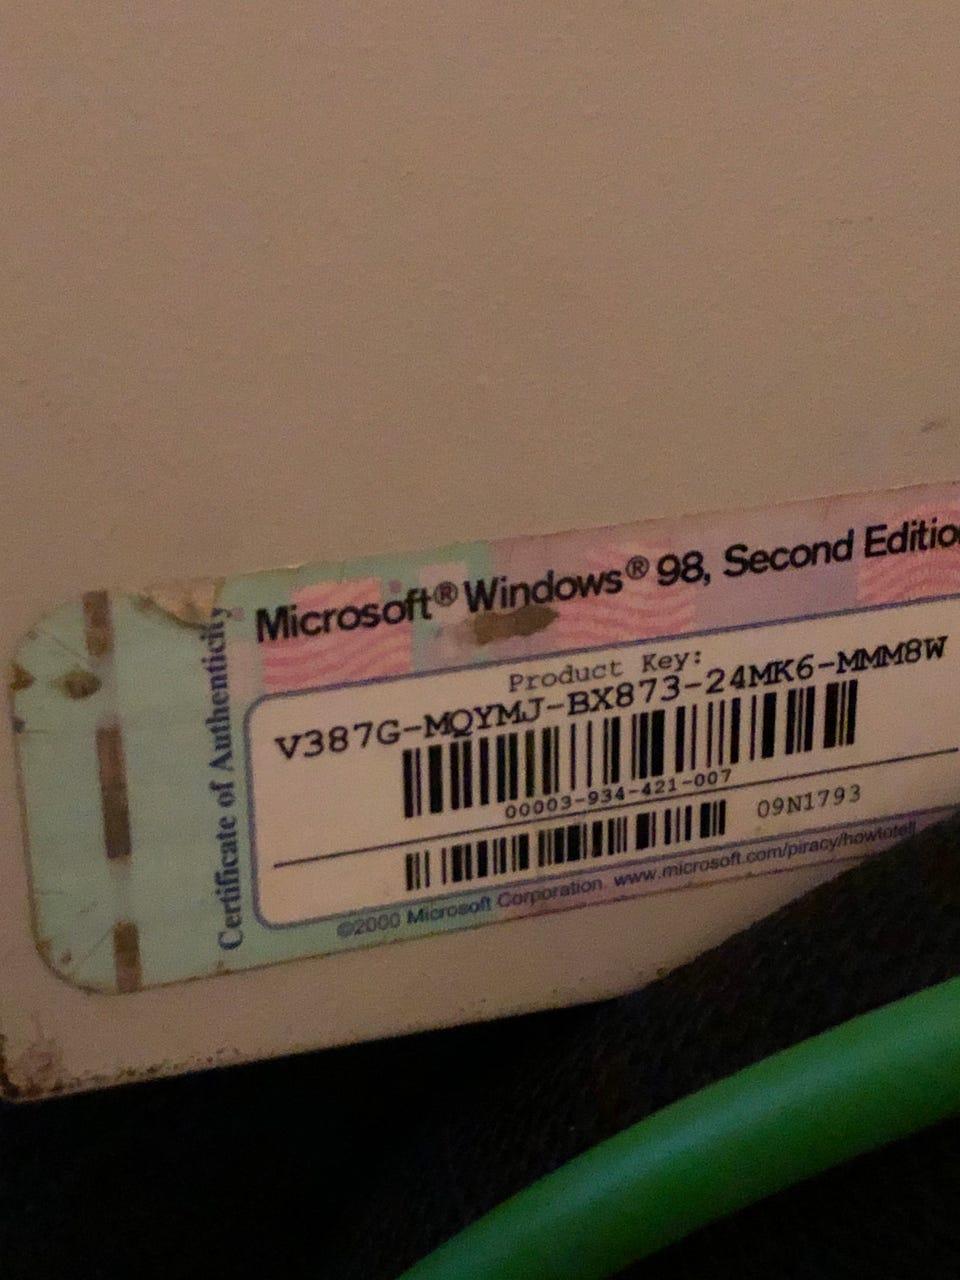 Microsoft® Windows® 98, Second Editio
Product Key:
V387G-MQYMJ-BX873-24MK6-MMM8W
00003-934-421-007
09N1793
©2000 Microsoft Corporation. www.microsoft.com/piracy/howtotell
Certificate of Authenticity